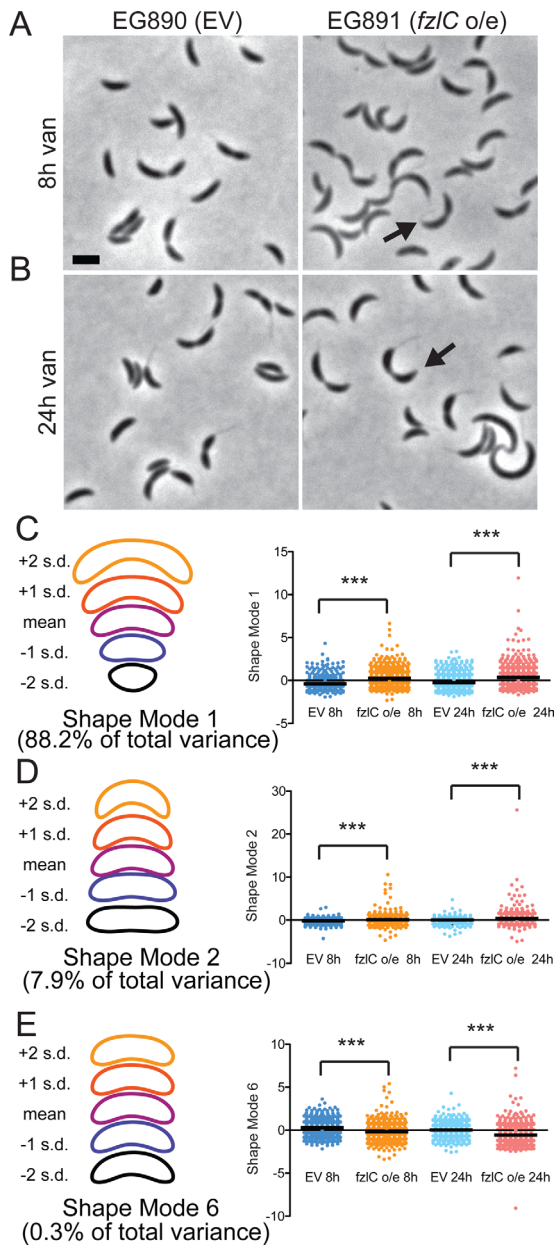 A
EG890 (EV)
EG891 (fzlC o/e)
8h van
B
24h van
C
+2 s.d.
+1 s.d.
mean
-1 s.d.
-2 s.d.
Shape Mode 1
(88.2% of total variance)
Shape Mode 1
15
10
5
0
-5
***
***
EV 8h
fzlC o/e 8h
EV 24h
fzlC o/e 24h
D
+2 s.d.
+1 s.d.
mean
-1 s.d.
-2 s.d.
Shape Mode 2
(7.9% of total variance)
Shape Mode 2
30
20
10
0
-10
***
***
EV 8h
fzlC o/e 8h
EV 24h
fzlC o/e 24h
E
+2 s.d.
+1 s.d.
mean
-1 s.d.
-2 s.d.
Shape Mode 6
(0.3% of total variance)
Shape Mode 6
10
5
0
-5
-10
***
***
EV 8h
fzlC o/e 8h
EV 24h
fzlC o/e 24h